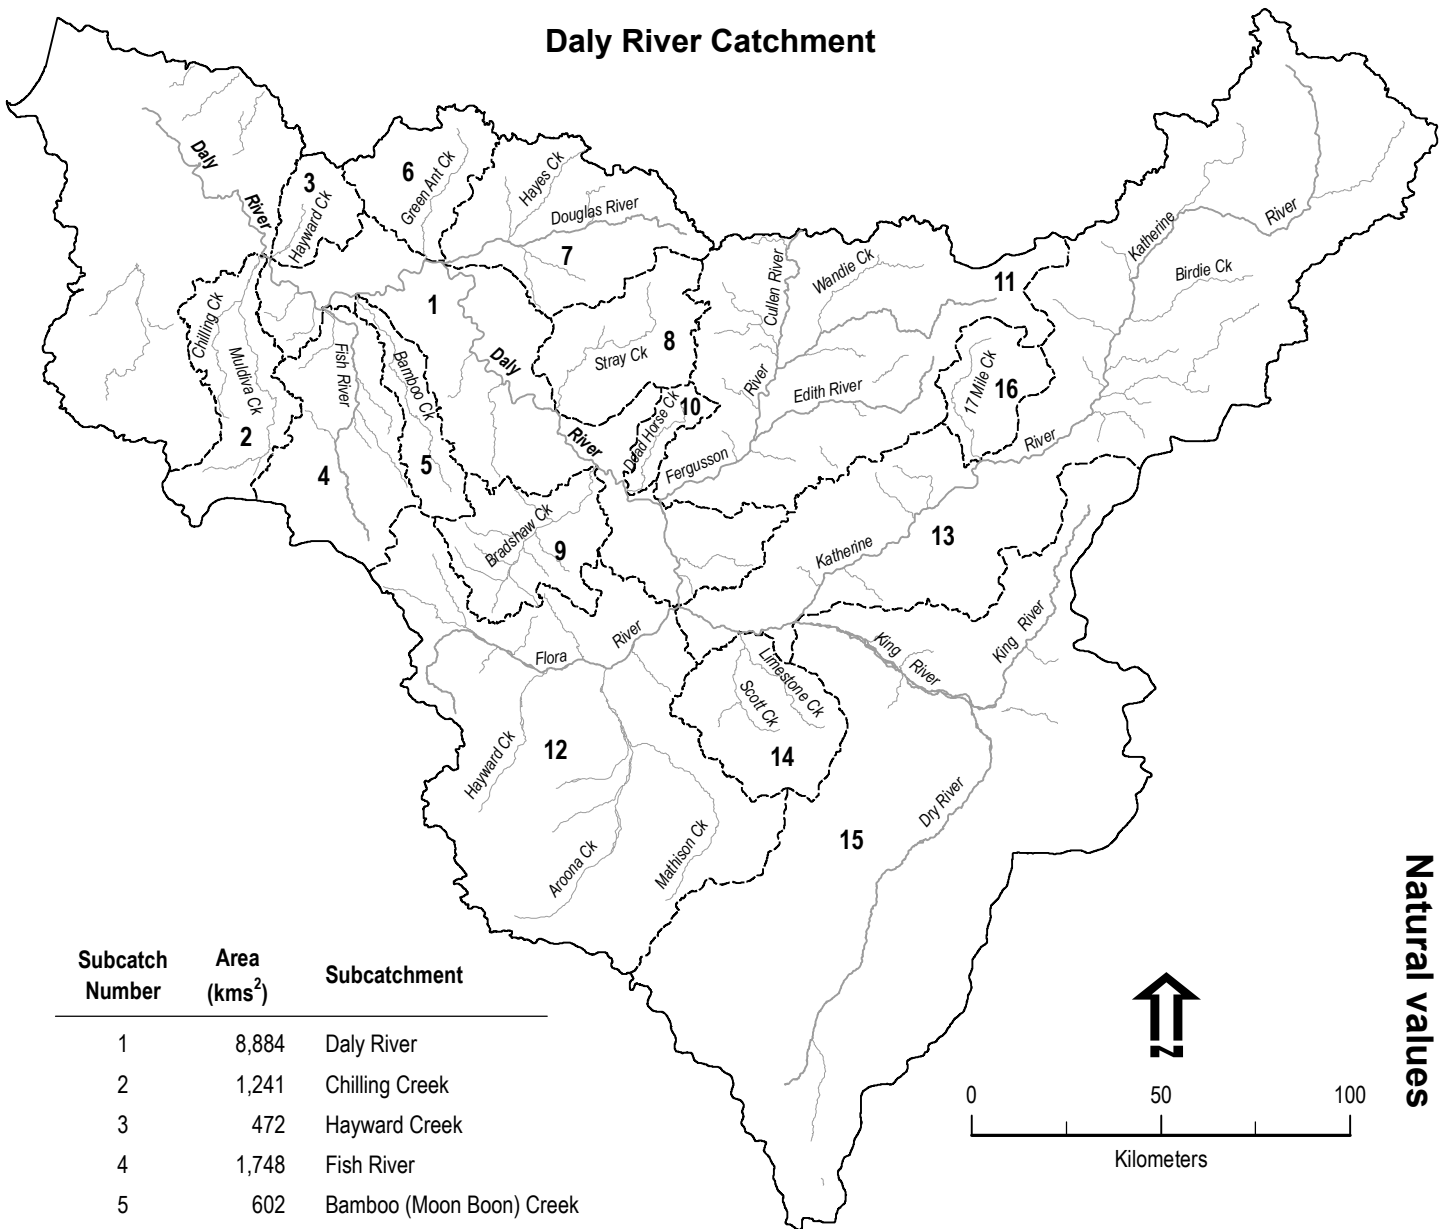 Daly River Catchment
Daly
River
3
Hayward Ck
6
Green Ant Ck
Hayes Ck
Douglas River
7
Chilling Ck
Muldiva Ck
2
1
Fish River
4
Bamboo Ck
5
Daly
River
Stray Ck
8
Dead Horse Ck
10
Cullen River
Wandie Ck
River
Edith River
Fergusson
11
17 Mile Ck
16
Katherine
River
Birdie Ck
River
Katherine
13
Bradshaw Ck
9
Flora
River
King River
King River
Limestone Ck
Scott Ck
14
Hayward Ck
12
Aroona Ck
Mathison Ck
15
Dry River
Natural values
Subcatch Number Area (kms²) Subcatchment
1 8,884 Daly River
2 1,241 Chilling Creek
3 472 Hayward Creek
4 1,748 Fish River
5 602 Bamboo (Moon Boon) Creek
N
0 50 100
Kilometers